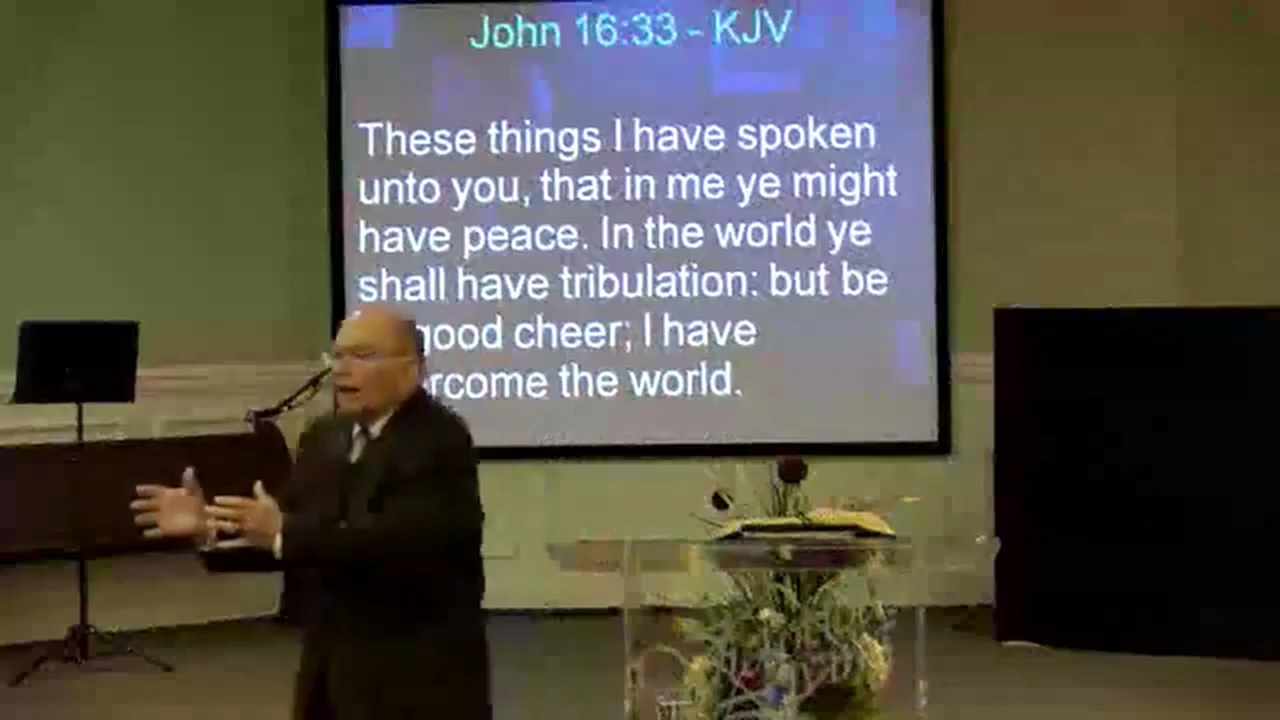 John 16:33 - KJV
These things I have spoken
unto you, that in me ye might
have peace. In the world ye
shall have tribulation: but be
good cheer; I have
rcome the world.